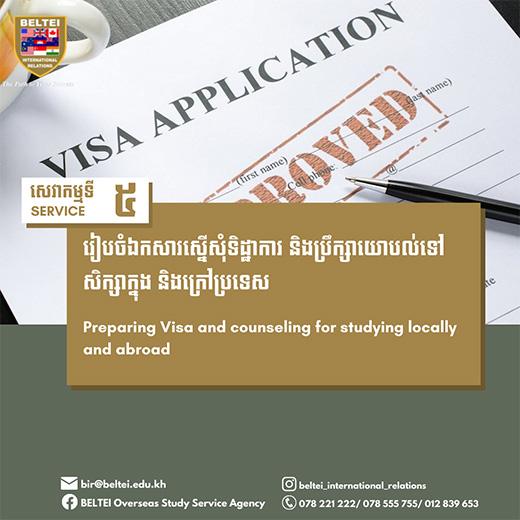 BELTEI
INTERNATIONAL
RELATIONS
VISA APPLICATION
(last name)
(first name)
Cell phone:
APPROVED
សេវាកម្មទី ៥
SERVICE
រៀបចំឯកសារស្នើសុំទិដ្ឋាការ និងប្រឹក្សាយោបល់ទៅ
សិក្សាក្នុង និងក្រៅប្រទេស
Preparing Visa and counseling for studying locally
and abroad
bir@beltei.edu.kh
beltei_international_relations
BELTEI Overseas Study Service Agency
078 221 222/ 078 555 755/ 012 839 653